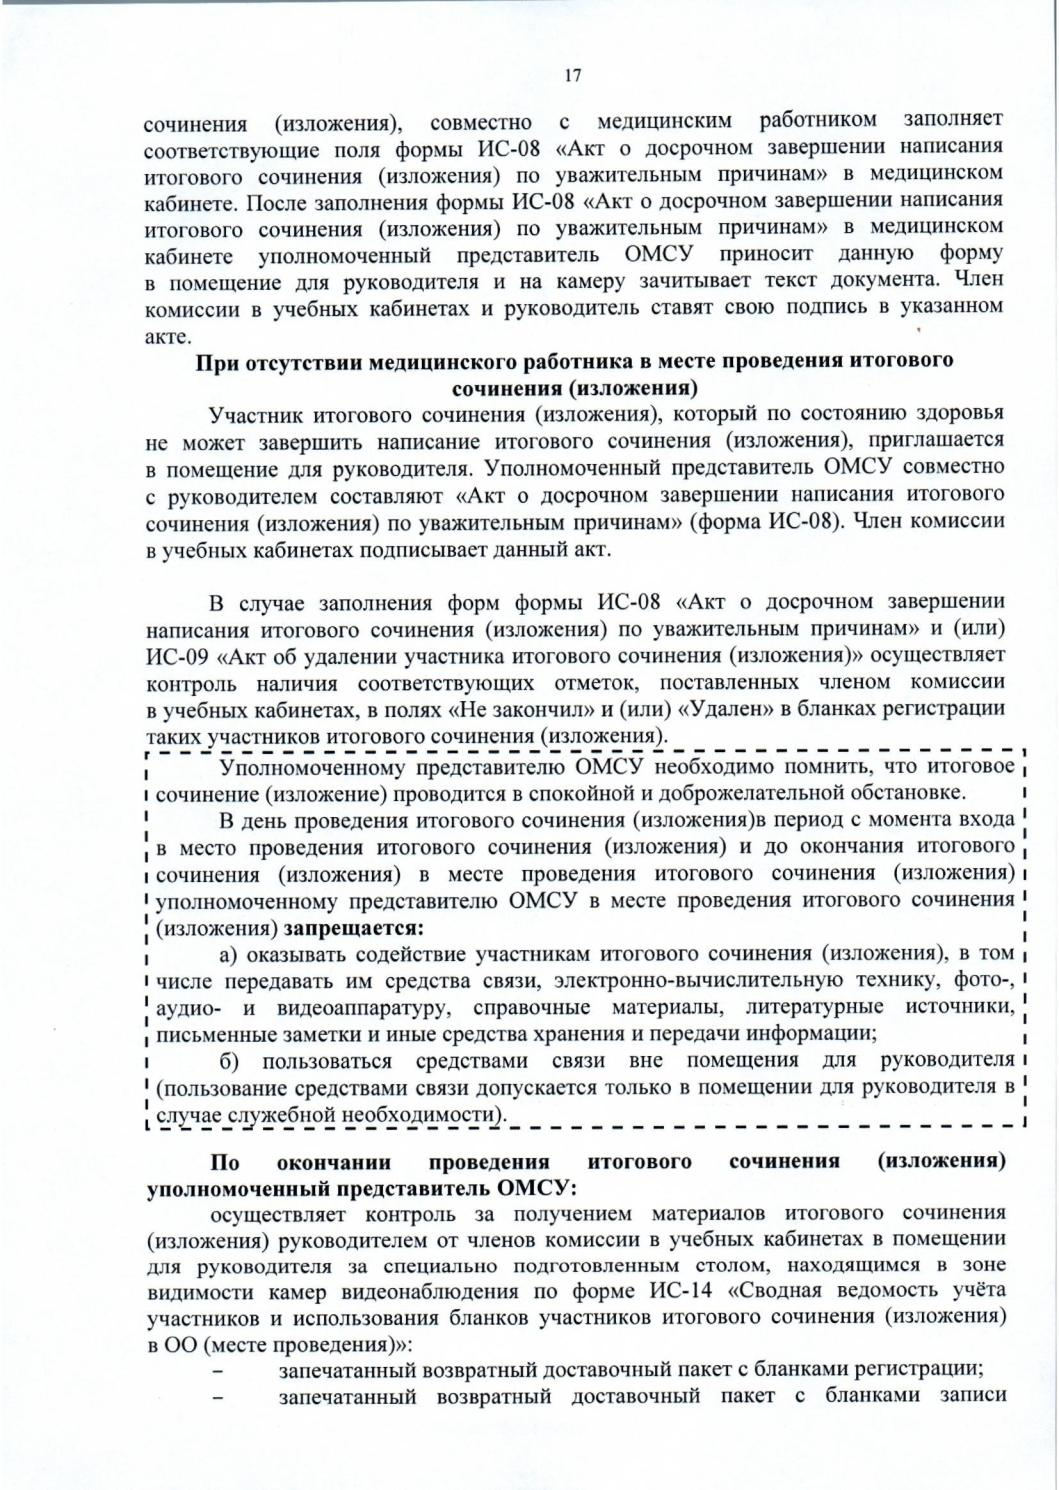 17
сочинения (изложения), совместно с медицинским работником заполняет
соответствующие поля формы ИС-08 «Акт о досрочном завершении написания
итогового сочинения (изложения) по уважительным причинам» в медицинском
кабинете. После заполнения формы ИС-08 «Акт о досрочном завершении написания
итогового сочинения (изложения) по уважительным причинам» в медицинском
кабинете уполномоченный представитель ОМСУ приносит данную форму
в помещение для руководителя и на камеру зачитывает текст документа. Член
комиссии в учебных кабинетах и руководитель ставят свою подпись в указанном
акте.
При отсутствии медицинского работника в месте проведения итогового
сочинения (изложения)
Участник итогового сочинения (изложения), который по состоянию здоровья
не может завершить написание итогового сочинения (изложения), приглашается
в помещение для руководителя. Уполномоченный представитель ОМСУ совместно
с руководителем составляют «Акт о досрочном завершении написания итогового
сочинения (изложения) по уважительным причинам» (форма ИС-08). Член комиссии
в учебных кабинетах подписывает данный акт.
В случае заполнения форм формы ИС-08 «Акт о досрочном завершении
написания итогового сочинения (изложения) по уважительным причинам» и (или)
ИС-09 «Акт об удалении участника итогового сочинения (изложения)» осуществляет
контроль наличия соответствующих отметок, поставленных членом комиссии
в учебных кабинетах, в полях «Не закончил» и (или) «Удален» в бланках регистрации
таких участников итогового сочинения (изложения).
Уполномоченному представителю ОМСУ необходимо помнить, что итоговое
сочинение (изложение) проводится в спокойной и доброжелательной обстановке.
В день проведения итогового сочинения (изложения)в период с момента входа
в место проведения итогового сочинения (изложения) и до окончания итогового
сочинения (изложения) в месте проведения итогового сочинения (изложения)
уполномоченному представителю ОМСУ в месте проведения итогового сочинения
(изложения) запрещается:
а) оказывать содействие участникам итогового сочинения (изложения), в том
числе передавать им средства связи, электронно-вычислительную технику, фото-,
аудио- и видеоаппаратуру, справочные материалы, литературные источники,
письменные заметки и иные средства хранения и передачи информации;
б) пользоваться средствами связи вне помещения для руководителя
(пользование средствами связи допускается только в помещении для руководителя в
случае служебной необходимости).
По окончании проведения итогового сочинения (изложения)
уполномоченный представитель ОМСУ:
осуществляет контроль за получением материалов итогового сочинения
(изложения) руководителем от членов комиссии в учебных кабинетах в помещении
для руководителя за специально подготовленным столом, находящимся в зоне
видимости камер видеонаблюдения по форме ИС-14 «Сводная ведомость учёта
участников и использования бланков участников итогового сочинения (изложения)
в ОО (месте проведения)»:
– запечатанный возвратный доставочный пакет с бланками регистрации;
– запечатанный возвратный доставочный пакет с бланками записи